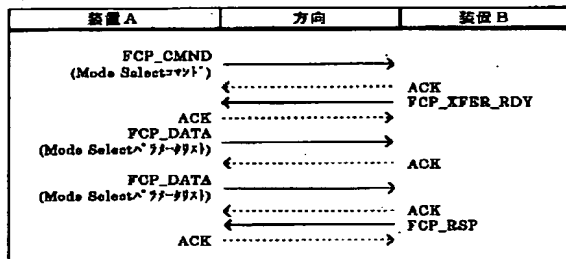 装置A 方向 装置B
FCP_CMND
(Mode Selectｺﾏﾝﾄﾞ)
ACK
FCP_XFER_RDY
ACK
FCP_DATA
(Mode Selectﾊﾟﾗﾒｰﾀﾘｽﾄ)
ACK
FCP_DATA
(Mode Selectﾊﾟﾗﾒｰﾀﾘｽﾄ)
ACK
FCP_RSP
ACK